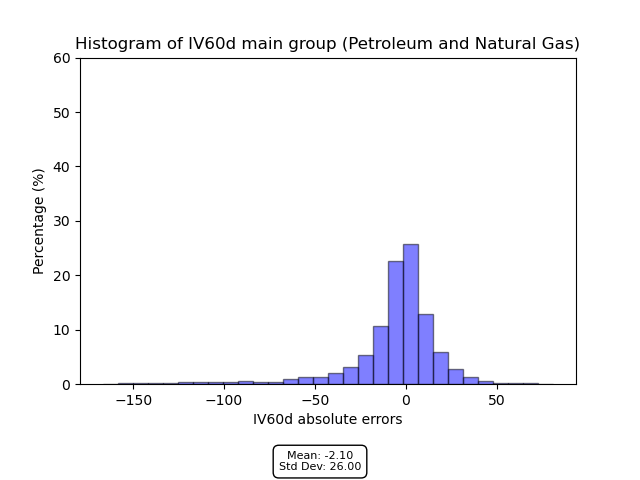 Histogram of IV60d main group (Petroleum and Natural Gas)
60
50
40
30
20
10
0
Percentage (%)
−150
−100
−50
0
50
IV60d absolute errors
Mean: -2.10
Std Dev: 26.00